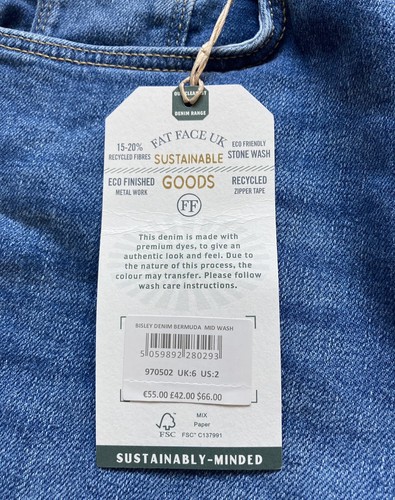 OUR CLEANEST
DENIM RANGE
FAT FACE UK
15-20%
RECYCLED FIBRES
SUSTAINABLE
ECO FRIENDLY
STONE WASH
ECO FINISHED
METAL WORK
GOODS
RECYCLED
ZIPPER TAPE
FF
This denim is made with
premium dyes, to give an
authentic look and feel. Due to
the nature of this process, the
colour may transfer. Please follow
wash care instructions.
BISLEY DENIM BERMUDA MID WASH
5 059892 280293
970502 UK:6 US:2
€55.00 £42.00 $66.00
FSC
MIX
Paper
FSC® C137991
SUSTAINABLY-MINDED